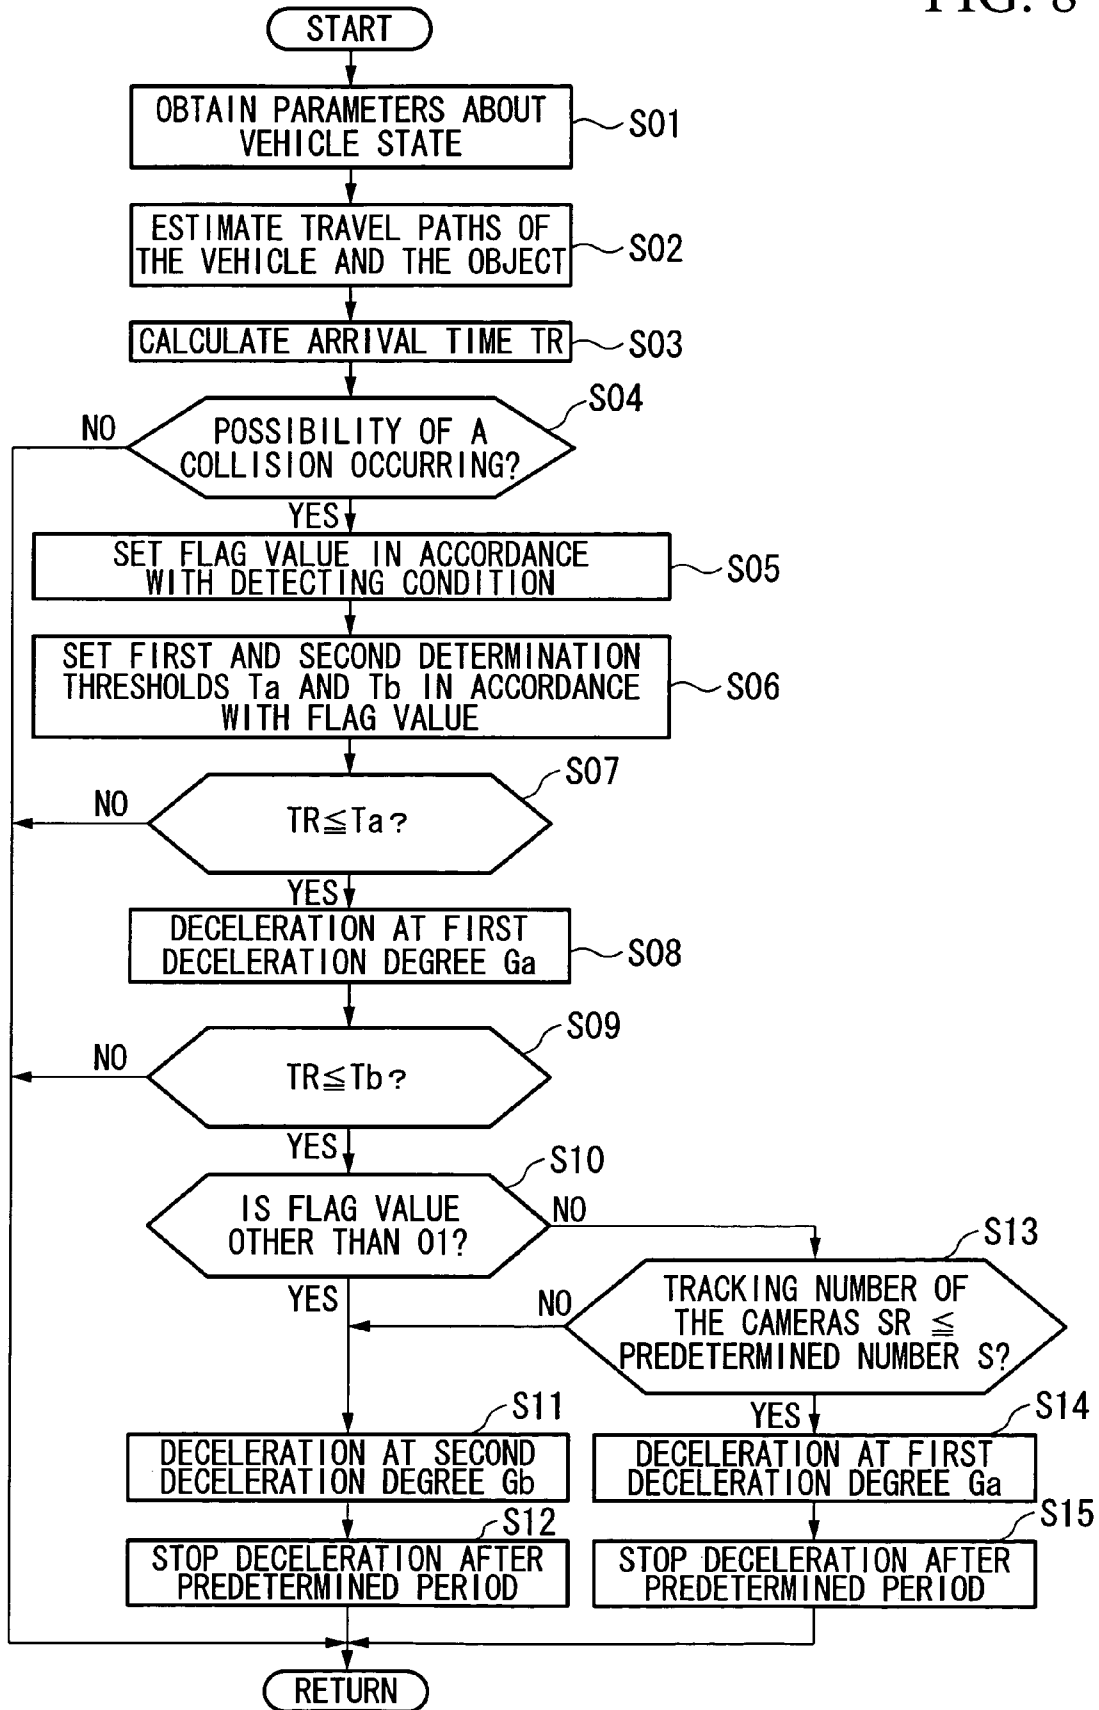 FIG. 8
START
OBTAIN PARAMETERS ABOUT
VEHICLE STATE
S01
ESTIMATE TRAVEL PATHS OF
THE VEHICLE AND THE OBJECT
S02
CALCULATE ARRIVAL TIME TR
S03
S04
NO
POSSIBILITY OF A
COLLISION OCCURRING?
YES
SET FLAG VALUE IN ACCORDANCE
WITH DETECTING CONDITION
S05
SET FIRST AND SECOND DETERMINATION
THRESHOLDS Ta AND Tb IN ACCORDANCE
WITH FLAG VALUE
S06
S07
NO
TR≦Ta?
YES
DECELERATION AT FIRST
DECELERATION DEGREE Ga
S08
S09
NO
TR≦Tb?
YES
S10
IS FLAG VALUE
OTHER THAN 01?
NO
YES
S13
NO
TRACKING NUMBER OF
THE CAMERAS SR ≦
PREDETERMINED NUMBER S?
YES
S11
DECELERATION AT SECOND
DECELERATION DEGREE Gb
S14
DECELERATION AT FIRST
DECELERATION DEGREE Ga
S12
STOP DECELERATION AFTER
PREDETERMINED PERIOD
S15
STOP DECELERATION AFTER
PREDETERMINED PERIOD
RETURN